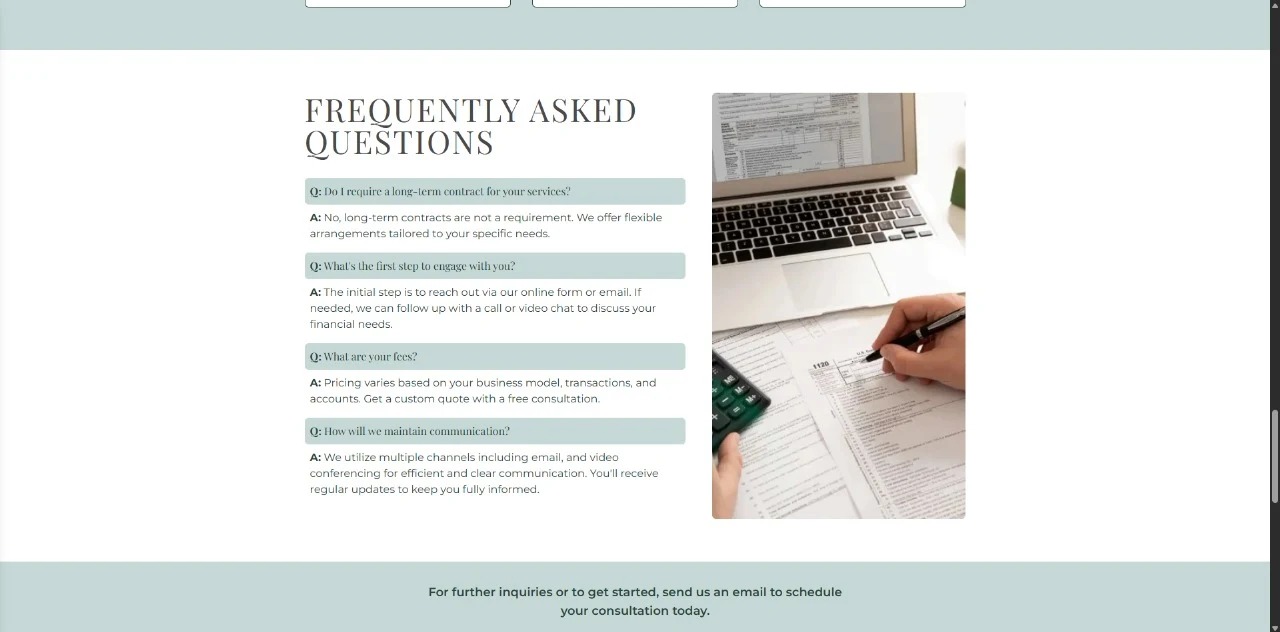 FREQUENTLY ASKED
QUESTIONS
Q: Do I require a long-term contract for your services?
A: No, long-term contracts are not a requirement. We offer flexible
arrangements tailored to your specific needs.
Q: What's the first step to engage with you?
A: The initial step is to reach out via our online form or email. If
needed, we can follow up with a call or video chat to discuss your
financial needs.
Q: What are your fees?
A: Pricing varies based on your business model, transactions, and
accounts. Get a custom quote with a free consultation.
Q: How will we maintain communication?
A: We utilize multiple channels including email, and video
conferencing for efficient and clear communication. You'll receive
regular updates to keep you fully informed.
1120
For further inquiries or to get started, send us an email to schedule
your consultation today.